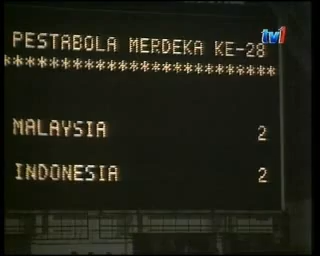 tv1
PESTABOLA MERDEKA KE-28
**************************
MALAYSIA 2
INDONESIA 2